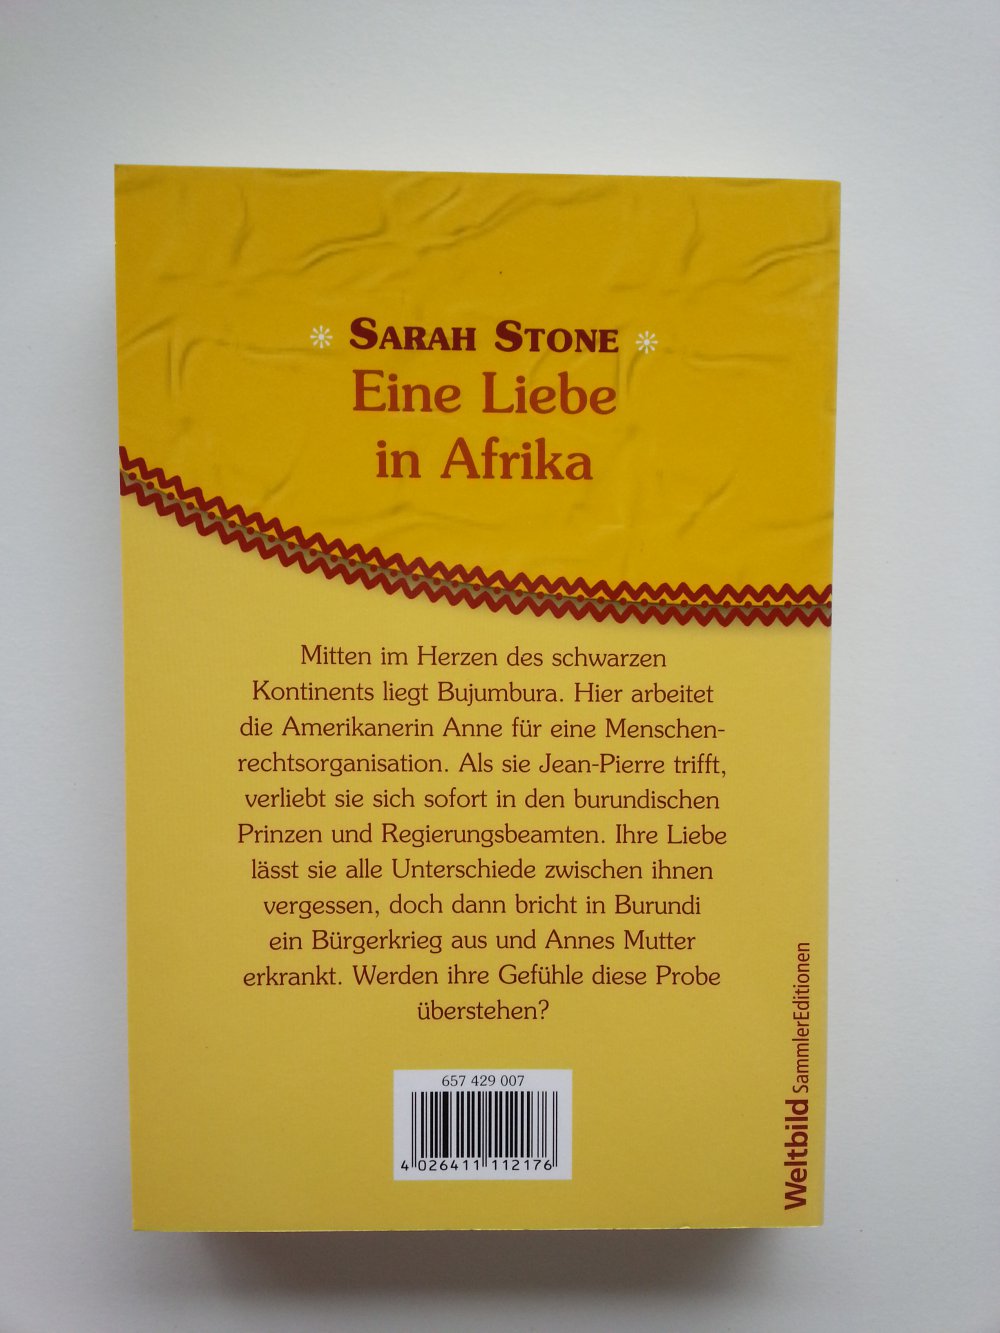 SARAH STONE
Eine Liebe
in Afrika
Mitten im Herzen des schwarzen
Kontinents liegt Bujumbura. Hier arbeitet
die Amerikanerin Anne für eine Menschen-
rechtsorganisation. Als sie Jean-Pierre trifft,
verliebt sie sich sofort in den burundischen
Prinzen und Regierungsbeamten. Ihre Liebe
lässt sie alle Unterschiede zwischen ihnen
vergessen, doch dann bricht in Burundi
ein Bürgerkrieg aus und Annes Mutter
erkrankt. Werden ihre Gefühle diese Probe
überstehen?
657 429 007
4 026411 112176
Weltbild SammlerEditionen